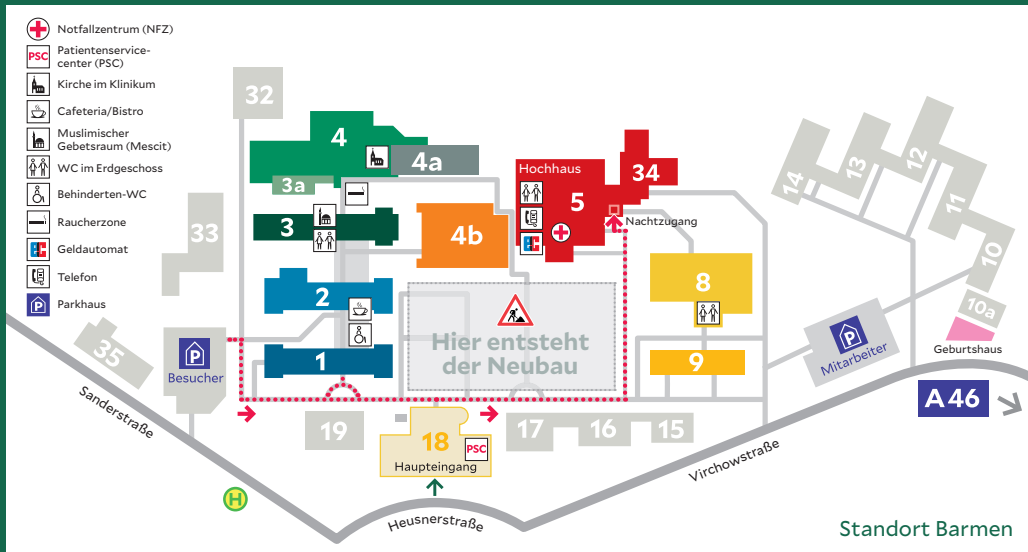 Notfallzentrum (NFZ)
PSC
Patientenservice-
center (PSC)
Kirche im Klinikum
Cafeteria/Bistro
Muslimischer
Gebetsraum (Mescit)
WC im Erdgeschoss
Behinderten-WC
Raucherzone
EC
Geldautomat
Telefon
P
Parkhaus
32
4
4a
3a
3
33
4b
Hochhaus
5
34
EC
Nachtzugang
14
13
12
11
10
10a
Geburtshaus
2
8
Hier entsteht
der Neubau
1
9
35
P
Besucher
P
Mitarbeiter
A 46
19
18
PSC
Haupteingang
17
16
15
Sanderstraße
H
Heusnerstraße
Virchowstraße
Standort Barmen